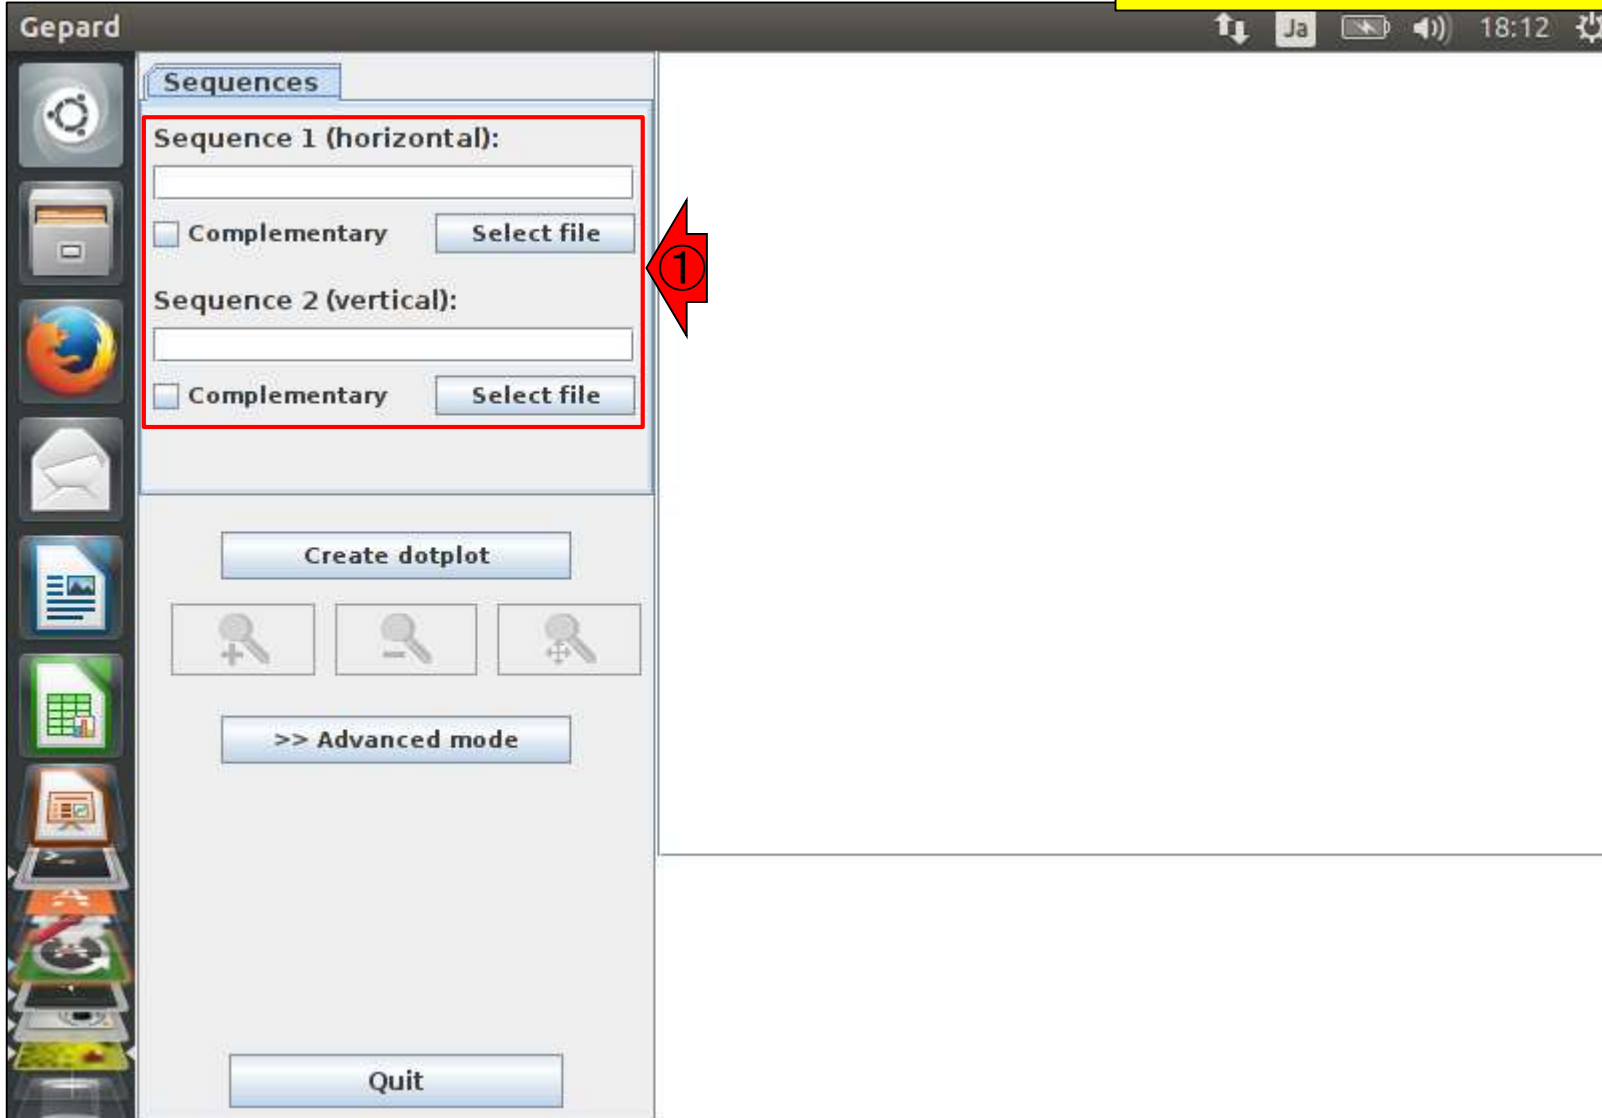 Gepard
Ja
18:12
Sequences
Sequence 1 (horizontal):
Complementary
Select file
①
Sequence 2 (vertical):
Complementary
Select file
Create dotplot
>> Advanced mode
Quit